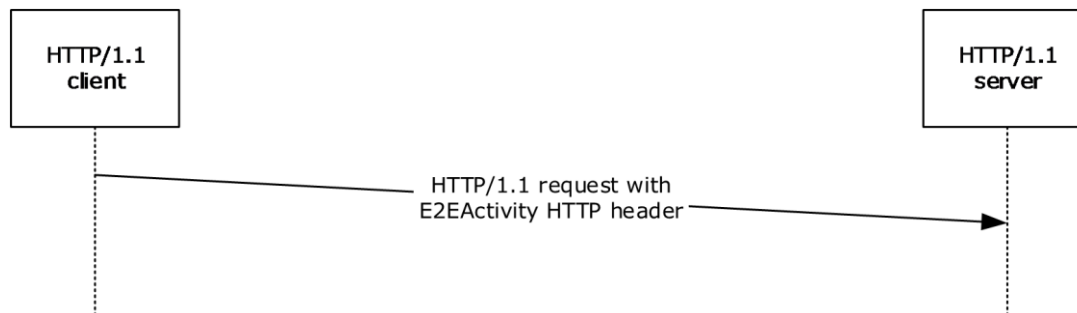 HTTP/1.1
client
HTTP/1.1
server
HTTP/1.1 request with
E2EActivity HTTP header